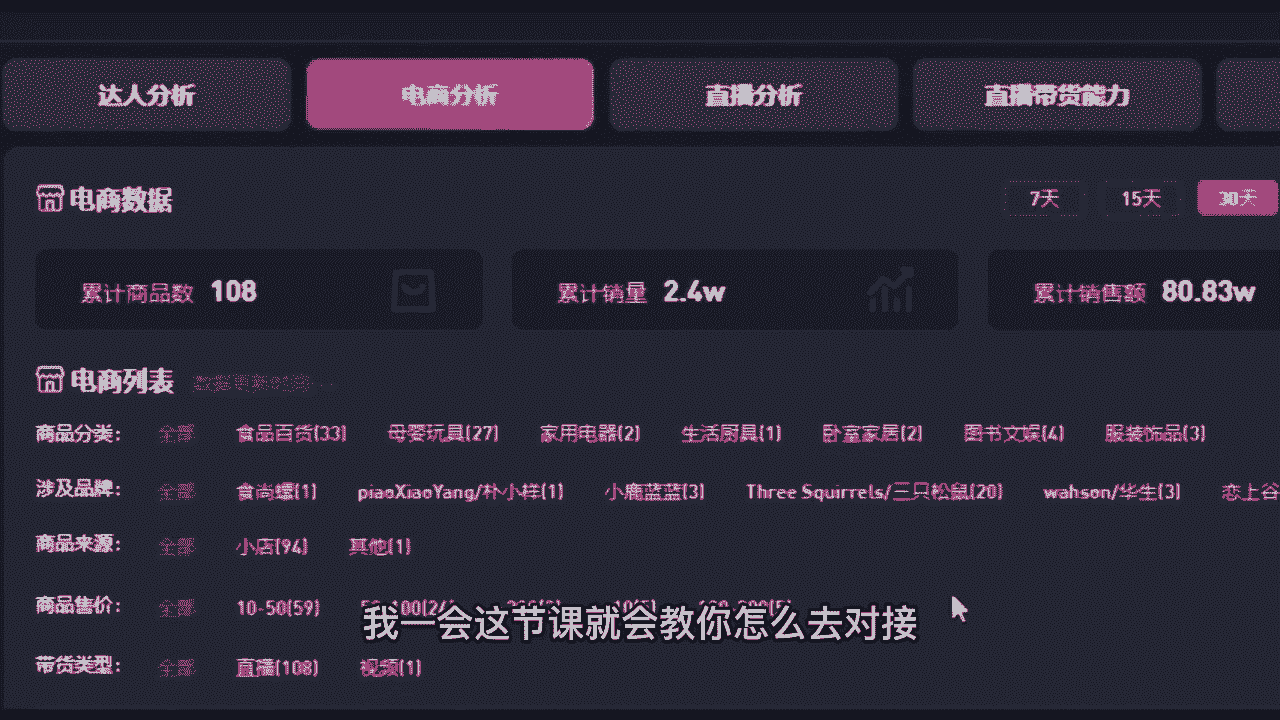 达人分析 电商分析 直播分析 直播带货能力
电商数据 7天 15天 30天
累计商品数 108 累计销量 2.4w 累计销售额 80.83w
电商列表
商品分类: 全部 食品百货(33) 母婴玩具(27) 家用电器(2) 生活厨具(1) 卧室家居(2) 图书文娱(4) 服装饰品(3)
涉及品牌: 全部 食尚螺(1) piaoXiaoYang/朴小样(1) 小鹿蓝蓝(3) Three Squirrels/三只松鼠(20) wahson/华生(3) 恋上谷
商品来源: 全部 小店(94) 其他(1)
商品售价: 全部 10-50(59)
我一会这节课就会教你怎么去对接
带货类型: 全部 直播(108) 视频(1)